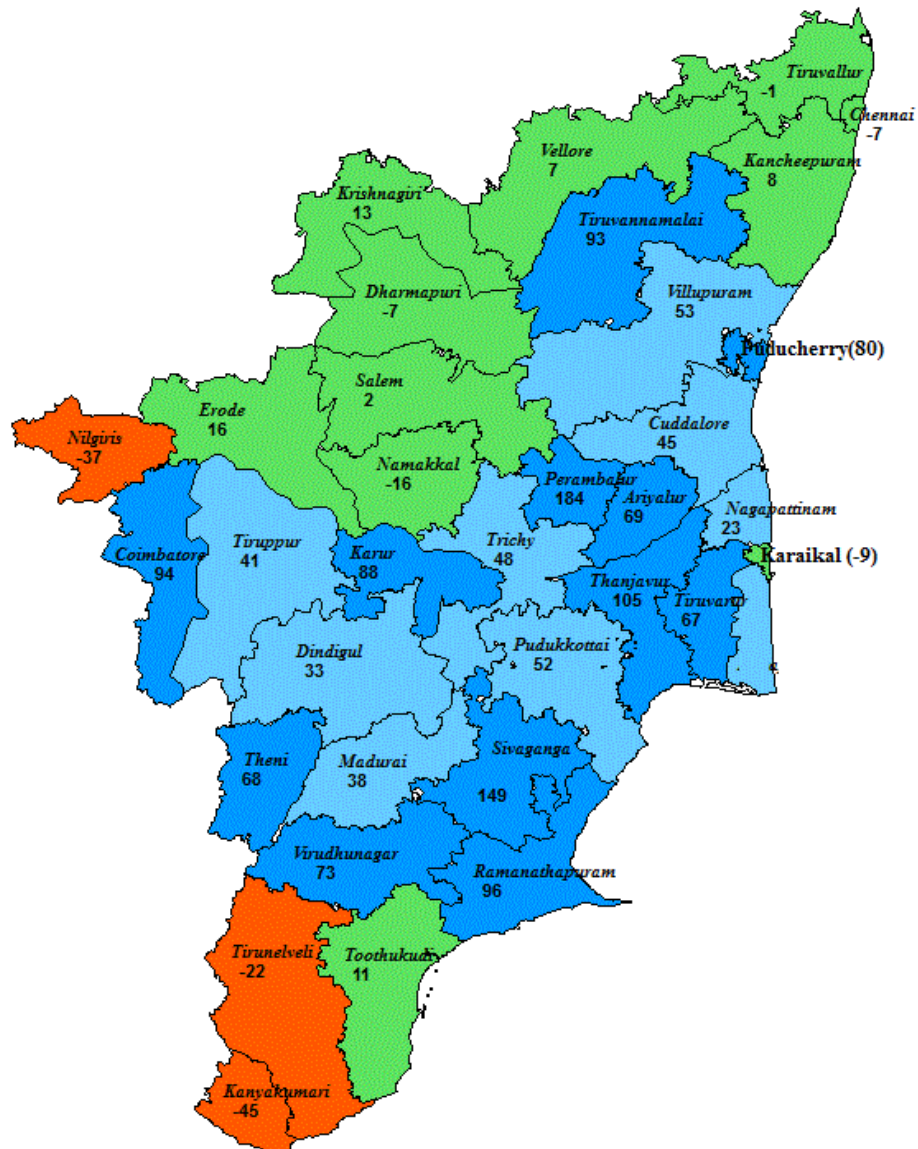 Tiruvallur
-1
Chennai
-7
Kancheepuram
8
Vellore
7
Krishnagiri
13
Tiruvannamalai
93
Dharmapuri
-7
Villupuram
53
Puducherry(80)
Salem
2
Erode
16
Nilgiris
-37
Cuddalore
45
Namakkal
-16
Perambalur
184
Ariyalur
69
Nagapattinam
23
Karaikal (-9)
Coimbatore
94
Tiruppur
41
Karur
88
Trichy
48
Thanjavur
105
Tiruvarur
67
Dindigul
33
Pudukkottai
52
Theni
68
Madurai
38
Sivaganga
149
Virudhunagar
73
Ramanathapuram
96
Tirunelveli
-22
Toothukudi
11
Kanyakumari
-45